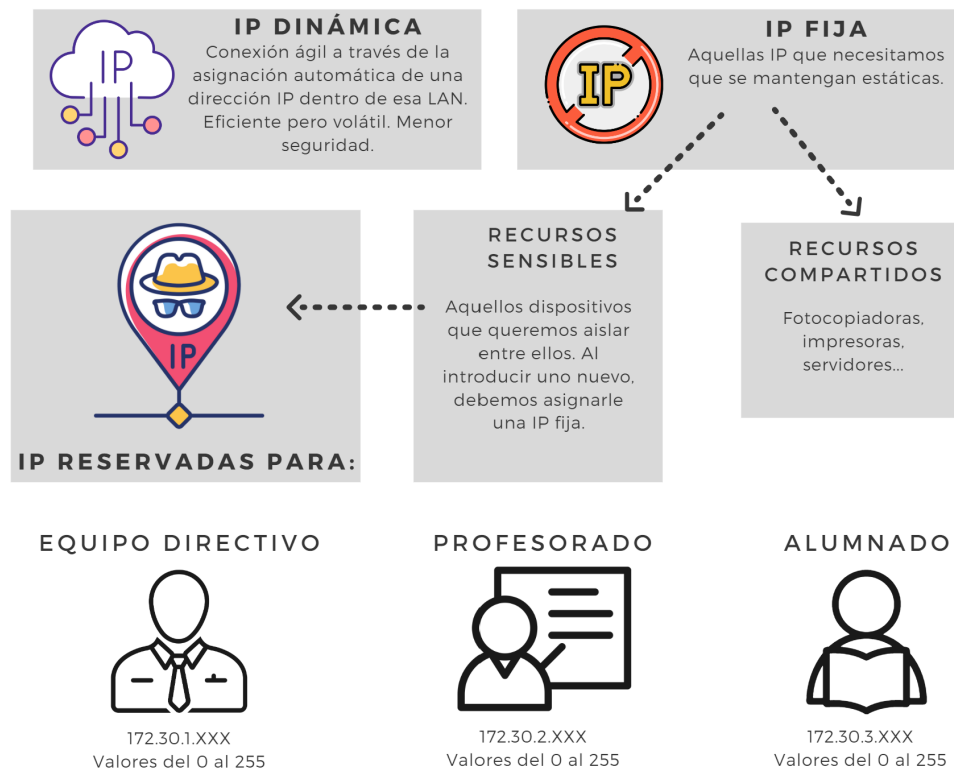 IP
IP DINÁMICA
Conexión ágil a través de la
asignación automática de una
dirección IP dentro de esa LAN.
Eficiente pero volátil. Menor
seguridad.
IP
IP FIJA
Aquellas IP que necesitamos
que se mantengan estáticas.
IP
IP RESERVADAS PARA:
RECURSOS
SENSIBLES
Aquellos dispositivos
que queremos aislar
entre ellos. Al
introducir uno nuevo,
debemos asignarle
una IP fija.
RECURSOS
COMPARTIDOS
Fotocopiadoras,
impresoras,
servidores...
EQUIPO DIRECTIVO
172.30.1.XXX
Valores del 0 al 255
PROFESORADO
172.30.2.XXX
Valores del 0 al 255
ALUMNADO
172.30.3.XXX
Valores del 0 al 255